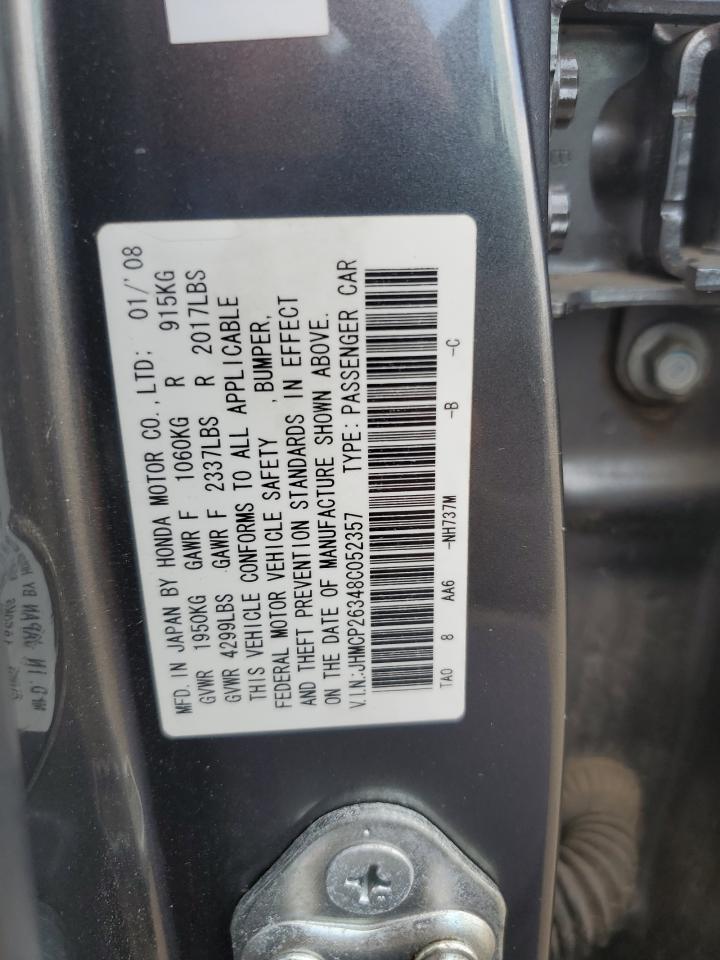 MFD. IN JAPAN BY HONDA MOTOR CO., LTD: 01/'08
GVWR 1950KG GAWR F 1060KG R 915KG
GVWR 4299LBS GAWR F 2337LBS R 2017LBS
THIS VEHICLE CONFORMS TO ALL APPLICABLE
FEDERAL MOTOR VEHICLE SAFETY , BUMPER,
AND THEFT PREVENTION STANDARDS IN EFFECT
ON THE DATE OF MANUFACTURE SHOWN ABOVE.
V.I.N:JHMCP26348C052357 TYPE: PASSENGER CAR
TA0 8 AA6 -NH737M -B -C